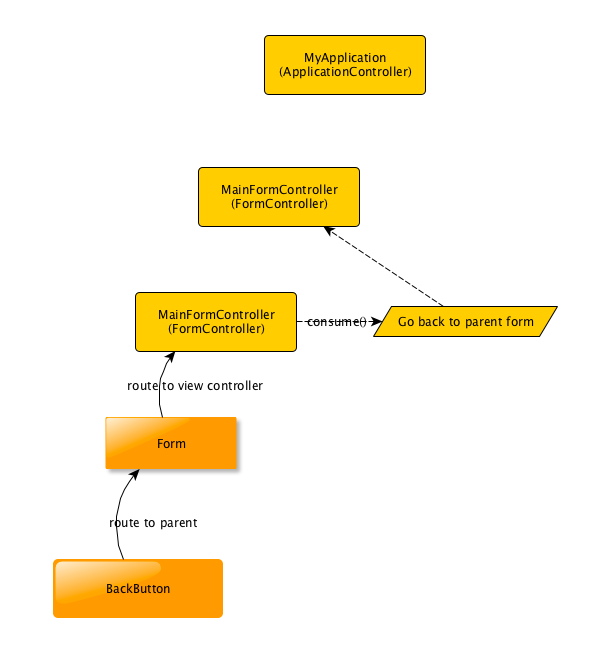 MyApplication
(ApplicationController)
MainFormController
(FormController)
MainFormController
(FormController)
consume()
Go back to parent form
route to view controller
Form
route to parent
BackButton